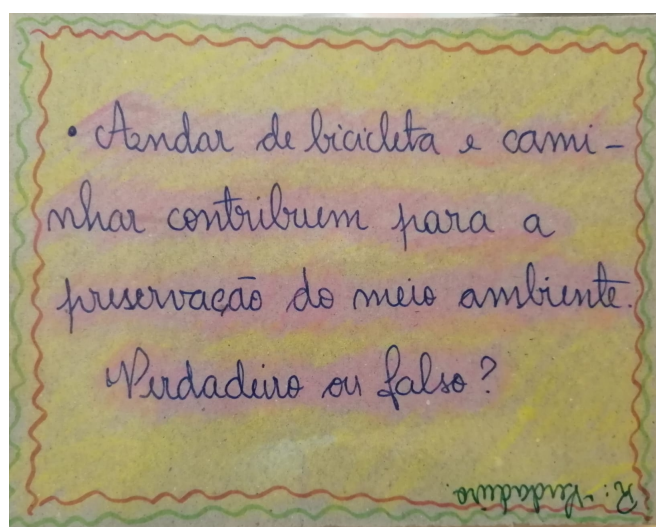 • Andar de bicicleta e cami-
nhar contribuem para a
preservação do meio ambiente.
Verdadeiro ou falso?
R: Verdadeiro.